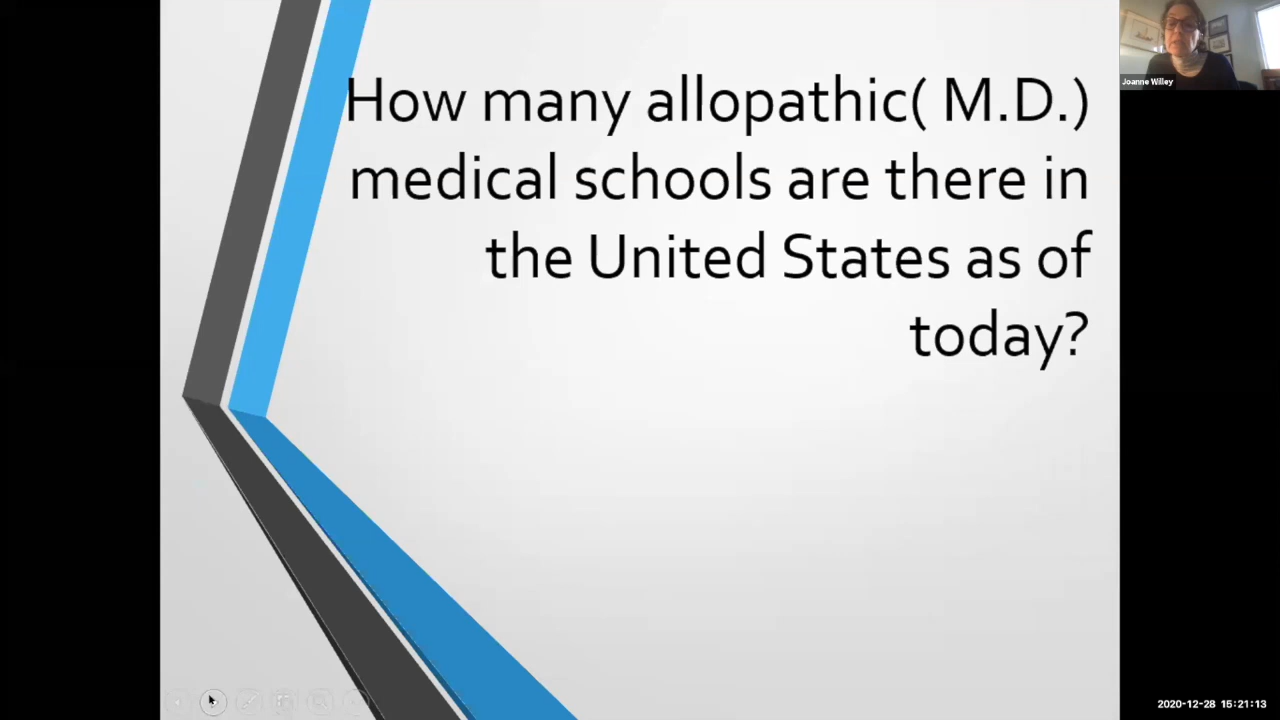 How many allopathic( M.D.)
medical schools are there in
the United States as of
today?
Joanne Willey
2020-12-28 15:21:13